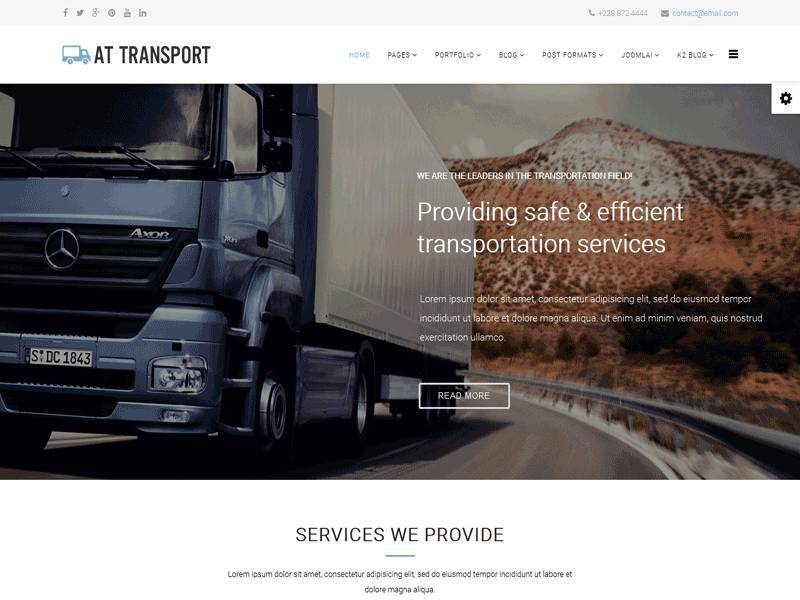 +228 872 4444 contact@email.com
AT TRANSPORT
HOME PAGES PORTFOLIO BLOG POST FORMATS JOOMLA! K2 BLOG
WE ARE THE LEADERS IN THE TRANSPORTATION FIELD!
Providing safe & efficient
transportation services
AXOR
Lorem ipsum dolor sit amet, consectetur adipisicing elit, sed do eiusmod tempor
incididunt ut labore et dolore magna aliqua. Ut enim ad minim veniam, quis nostrud
exercitation ullamco.
S DC 1843
READ MORE
SERVICES WE PROVIDE
Lorem ipsum dolor sit amet, consectetur adipisicing elit, sed do eiusmod tempor incididunt ut labore et
dolore magna aliqua.